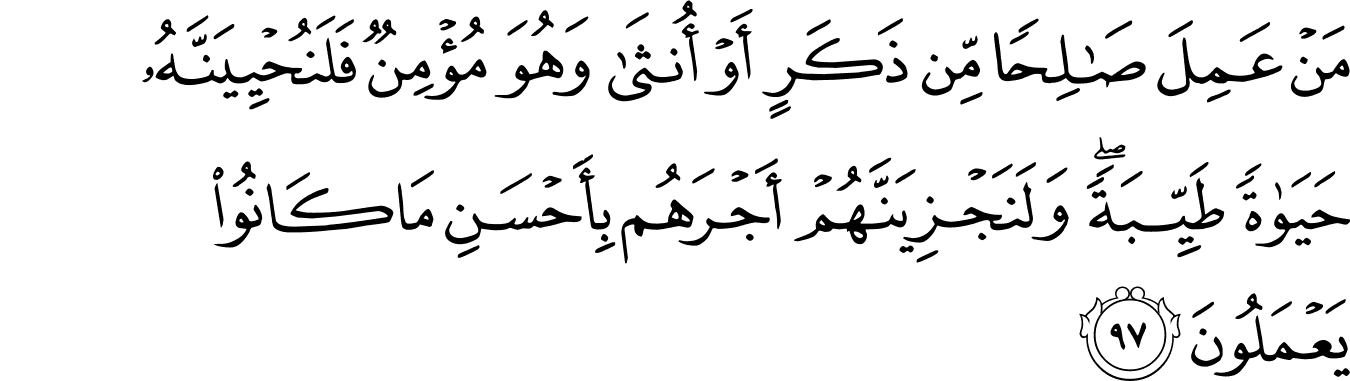 مَنْ عَمِلَ صَـٰلِحًا مِّن ذَكَرٍ أَوْ أُنثَىٰ وَهُوَ مُؤْمِنٌ فَلَنُحْيِيَنَّهُۥ
حَيَوٰةً طَيِّبَةً ۖ وَلَنَجْزِيَنَّهُمْ أَجْرَهُم بِأَحْسَنِ مَا كَانُوا۟
يَعْمَلُونَ ٩٧